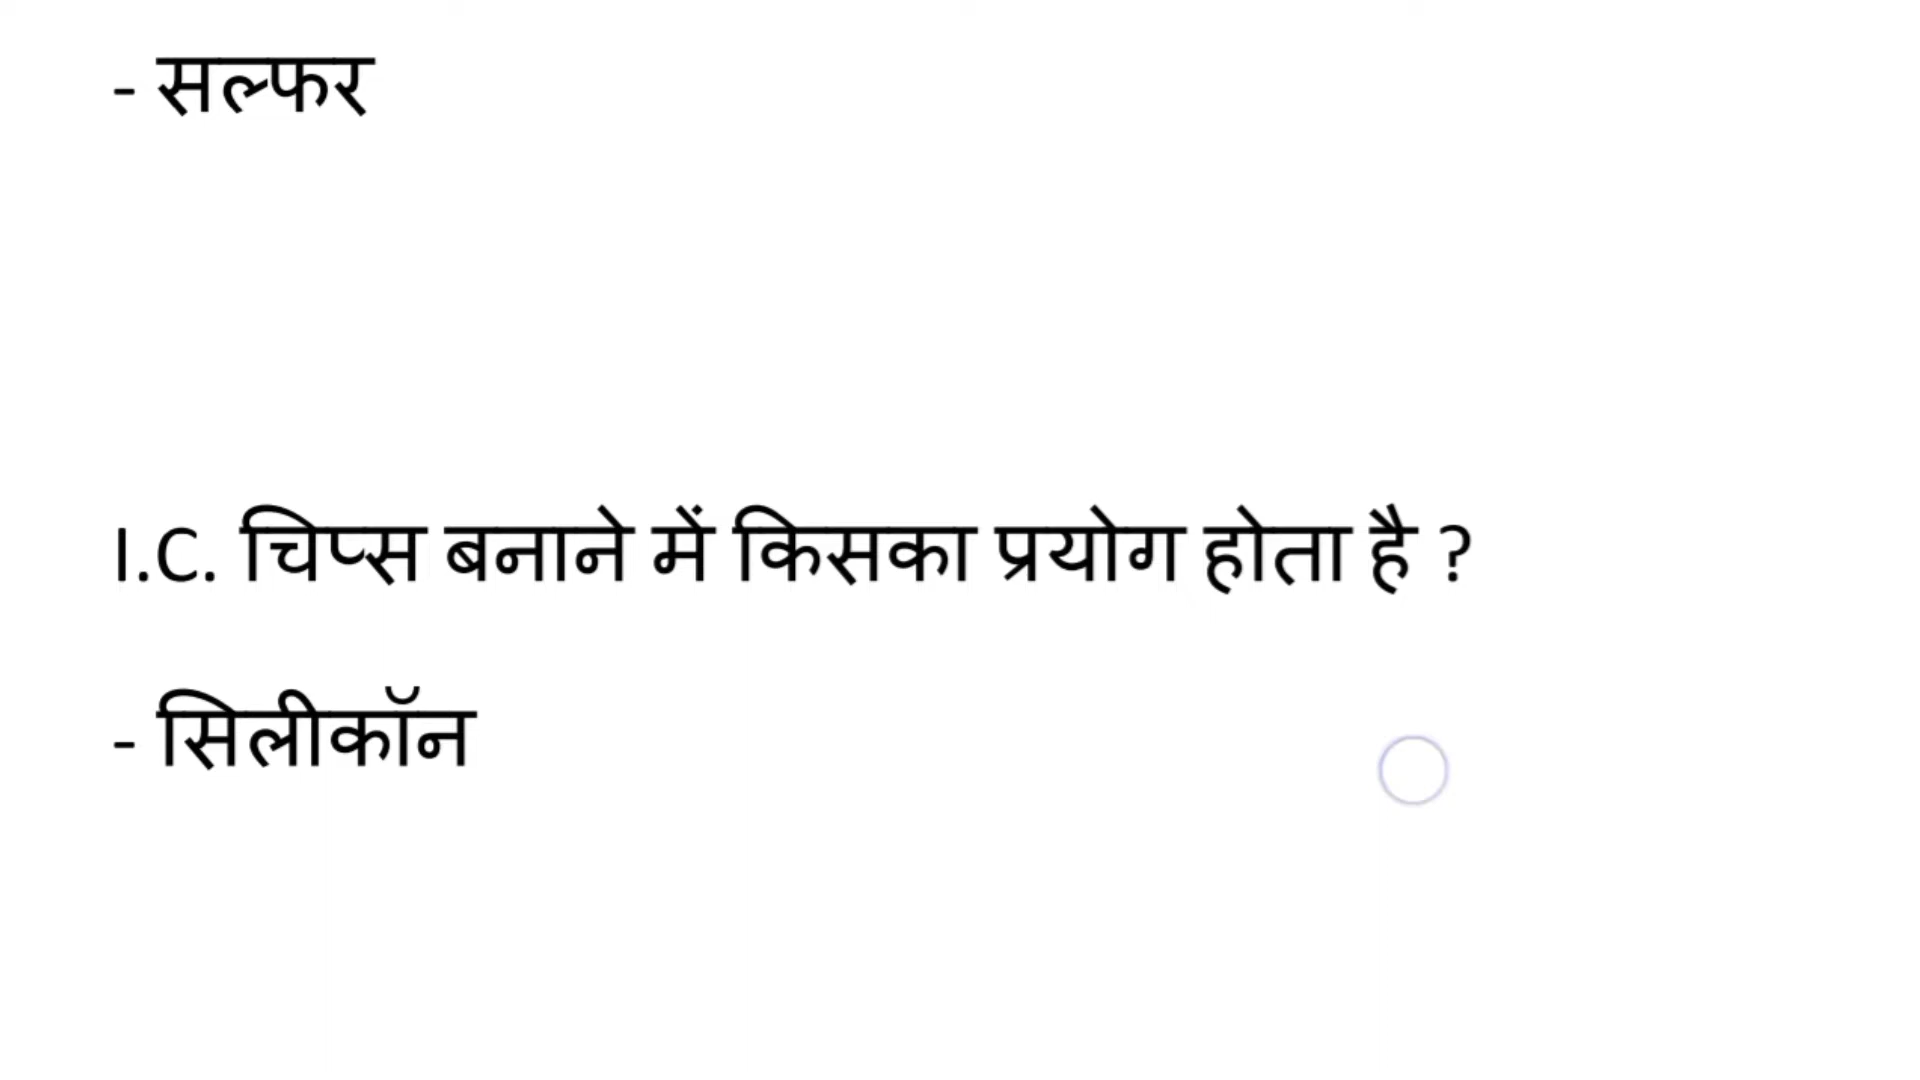 - सल्फर
I.C. चिप्स बनाने में किसका प्रयोग होता है ?
- सिलीकॉन